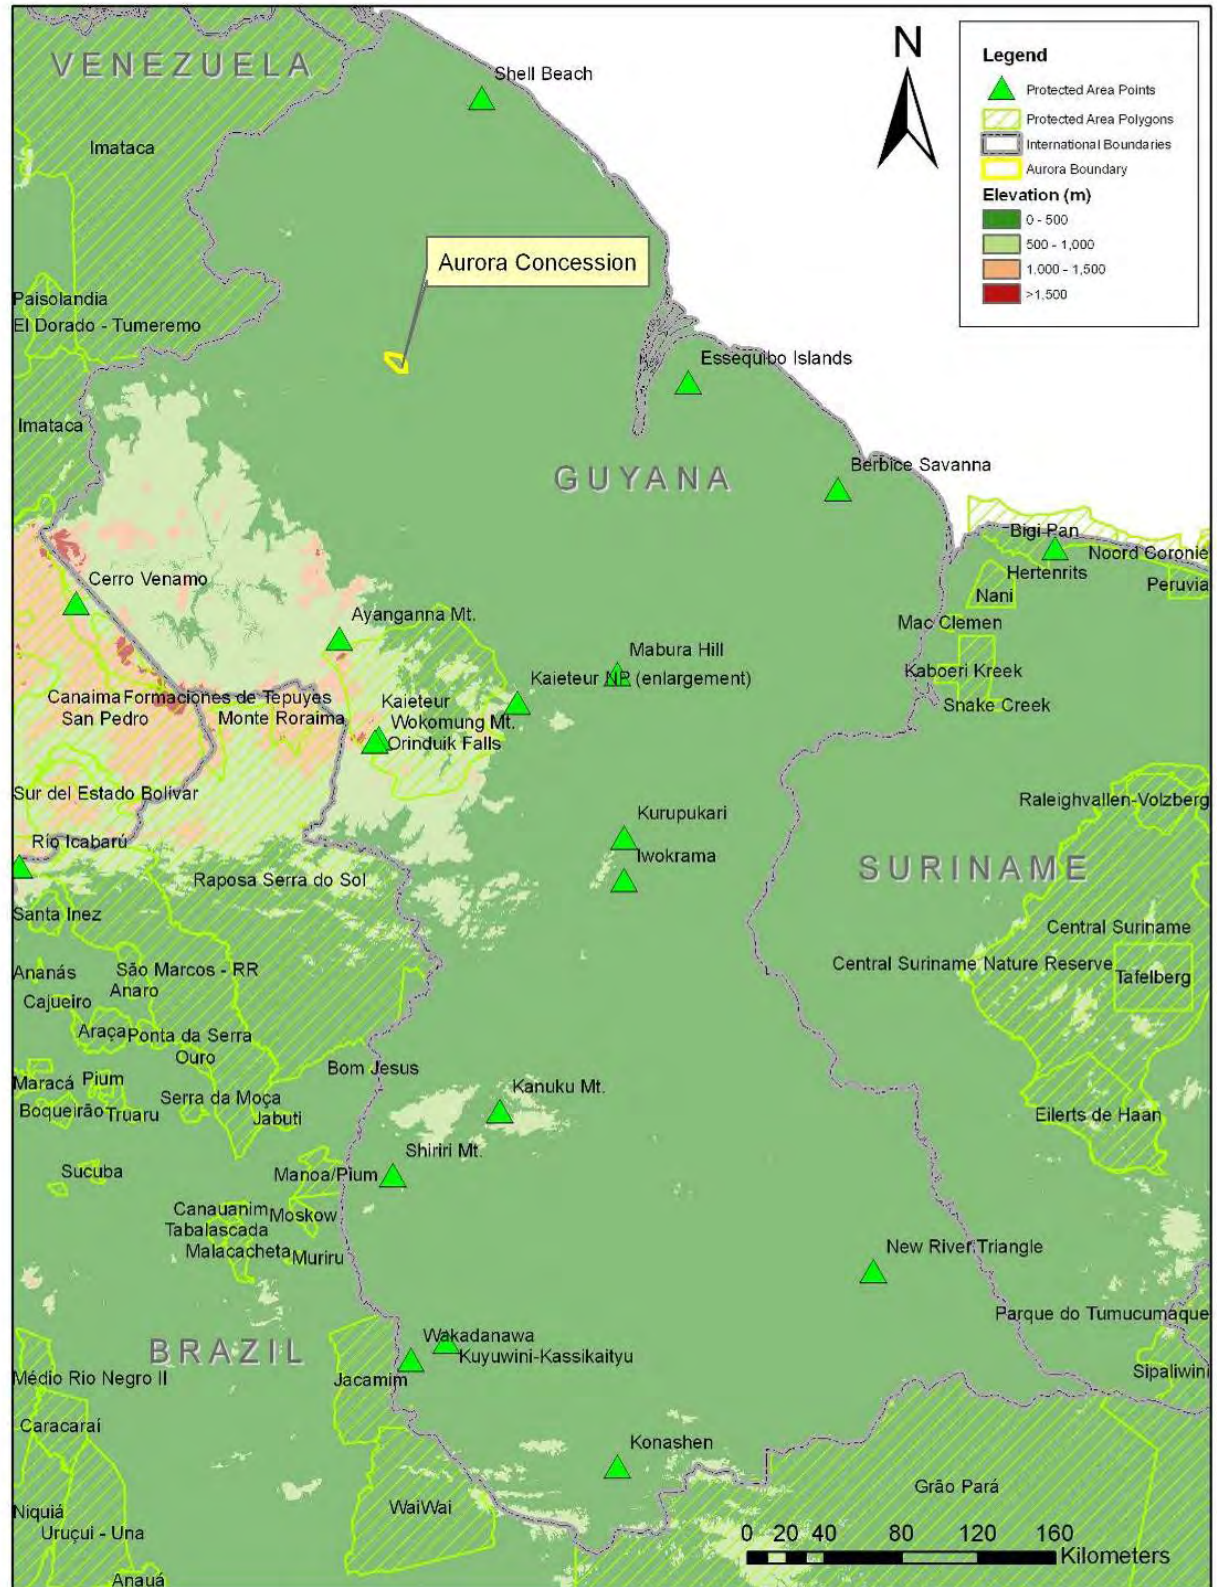 VENEZUELA
Shell Beach
N
Legend
Protected Area Points
Protected Area Polygons
International Boundaries
Aurora Boundary
Elevation (m)
0 - 500
500 - 1,000
1,000 - 1,500
>1,500
Imataca
Aurora Concession
Paisolandia
El Dorado - Tumeremo
Essequibo Islands
Imataca
GUYANA
Berbice Savanna
Bigi Pan
Noord Coronie
Hertenrits
Peruvia
Nani
Cerro Venamo
Ayanganna Mt.
Mac Clemen
Mabura Hill
Kaieteur NP (enlargement)
Kaboeri Kreek
Snake Creek
Canaima
Formaciones de Tepuyes
San Pedro
Monte Roraima
Kaieteur
Wokomung Mt.
Orinduik Falls
Sur del Estado Bolívar
Raleighvallen-Volzberg
Kurupukari
Río Icabarú
Iwokrama
SURINAME
Raposa Serra do Sol
Santa Inez
Central Suriname
Central Suriname Nature Reserve
Tafelberg
Ananás
São Marcos - RR
Anaro
Cajueiro
Araça
Ponta da Serra
Ouro
Bom Jesus
Maracá
Pium
Serra da Moça
Boqueirão
Truaru
Jabuti
Kanuku Mt.
Eilerts de Haan
Shiriri Mt.
Sucuba
Manoa/Pium
Canauanim
Moskow
Tabalascada
Malacacheta
Muriru
New River Triangle
Parque do Tumucumaque
BRAZIL
Wakadanawa
Kuyuwini-Kassikaityu
Médio Rio Negro II
Jacamim
Sipaliwini
Caracaraí
Konashen
Grão Pará
Niquiá
WaiWai
Uruçui - Una
Anauá
0 20 40 80 120 160
Kilometers